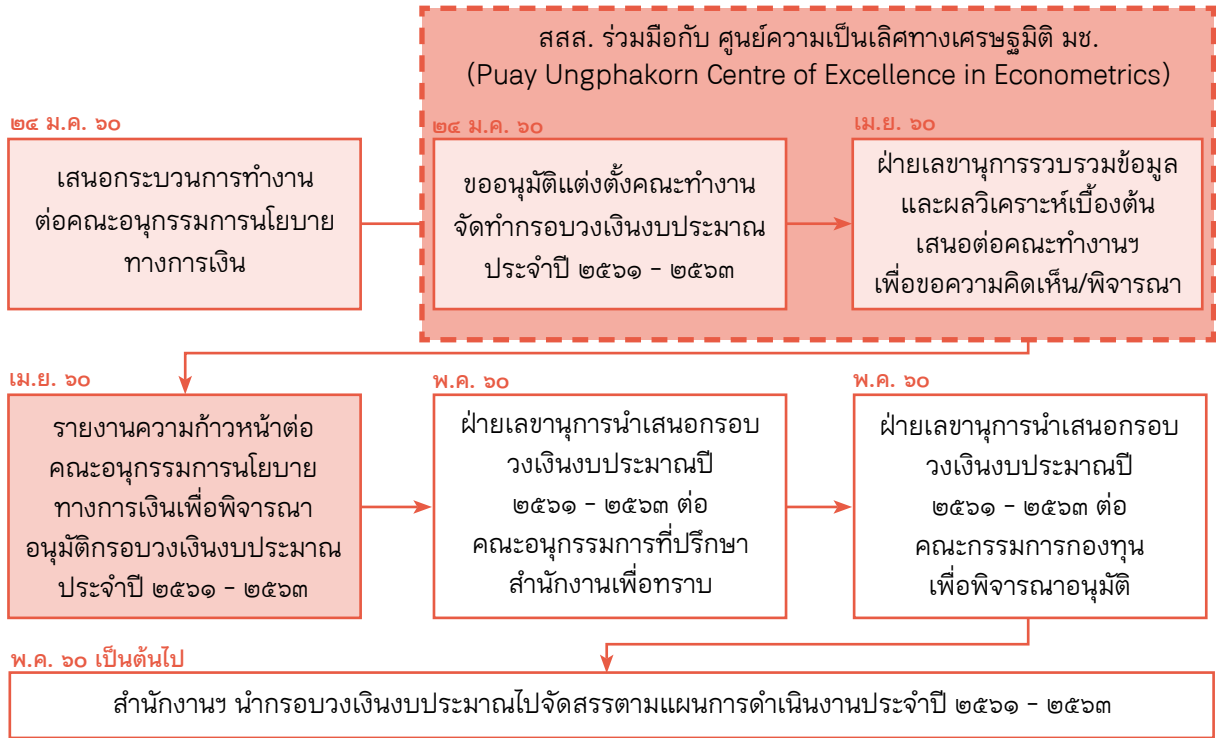 สสส. ร่วมมือกับ ศูนย์ความเป็นเลิศทางเศรษฐมิติ มช.
(Puay Ungphakorn Centre of Excellence in Econometrics)
๒๔ ม.ค. ๖๐
เสนอกระบวนการทำงาน
ต่อคณะอนุกรรมการนโยบาย
ทางการเงิน
๒๔ ม.ค. ๖๐
ขออนุมัติแต่งตั้งคณะทำงาน
จัดทำกรอบวงเงินงบประมาณ
ประจำปี ๒๕๖๑ - ๒๕๖๓
เม.ย. ๖๐
ฝ่ายเลขานุการรวบรวมข้อมูล
และผลวิเคราะห์เบื้องต้น
เสนอต่อคณะทำงานฯ
เพื่อขอความคิดเห็น/พิจารณา
เม.ย. ๖๐
รายงานความก้าวหน้าต่อ
คณะอนุกรรมการนโยบาย
ทางการเงินเพื่อพิจารณา
อนุมัติกรอบวงเงินงบประมาณ
ประจำปี ๒๕๖๑ - ๒๕๖๓
พ.ค. ๖๐
ฝ่ายเลขานุการนำเสนอกรอบ
วงเงินงบประมาณปี
๒๕๖๑ - ๒๕๖๓ ต่อ
คณะอนุกรรมการที่ปรึกษา
สำนักงานเพื่อทราบ
พ.ค. ๖๐
ฝ่ายเลขานุการนำเสนอกรอบ
วงเงินงบประมาณปี
๒๕๖๑ - ๒๕๖๓ ต่อ
คณะกรรมการกองทุน
เพื่อพิจารณาอนุมัติ
พ.ค. ๖๐ เป็นต้นไป
สำนักงานฯ นำกรอบวงเงินงบประมาณไปจัดสรรตามแผนการดำเนินงานประจำปี ๒๕๖๑ - ๒๕๖๓